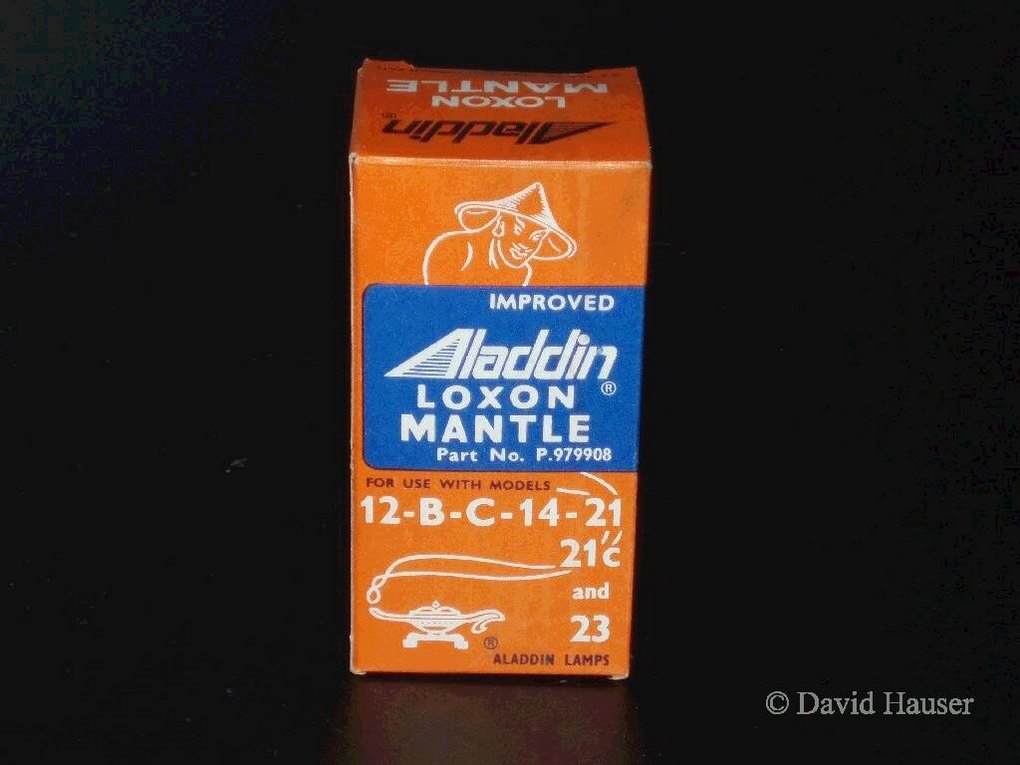 LOXON
MANTLE
Aladdin®
IMPROVED
Aladdin®
LOXON
MANTLE
Part No. P.979908
FOR USE WITH MODELS
12-B-C-14-21
21"C
and
23
®
ALADDIN LAMPS
© David Hauser